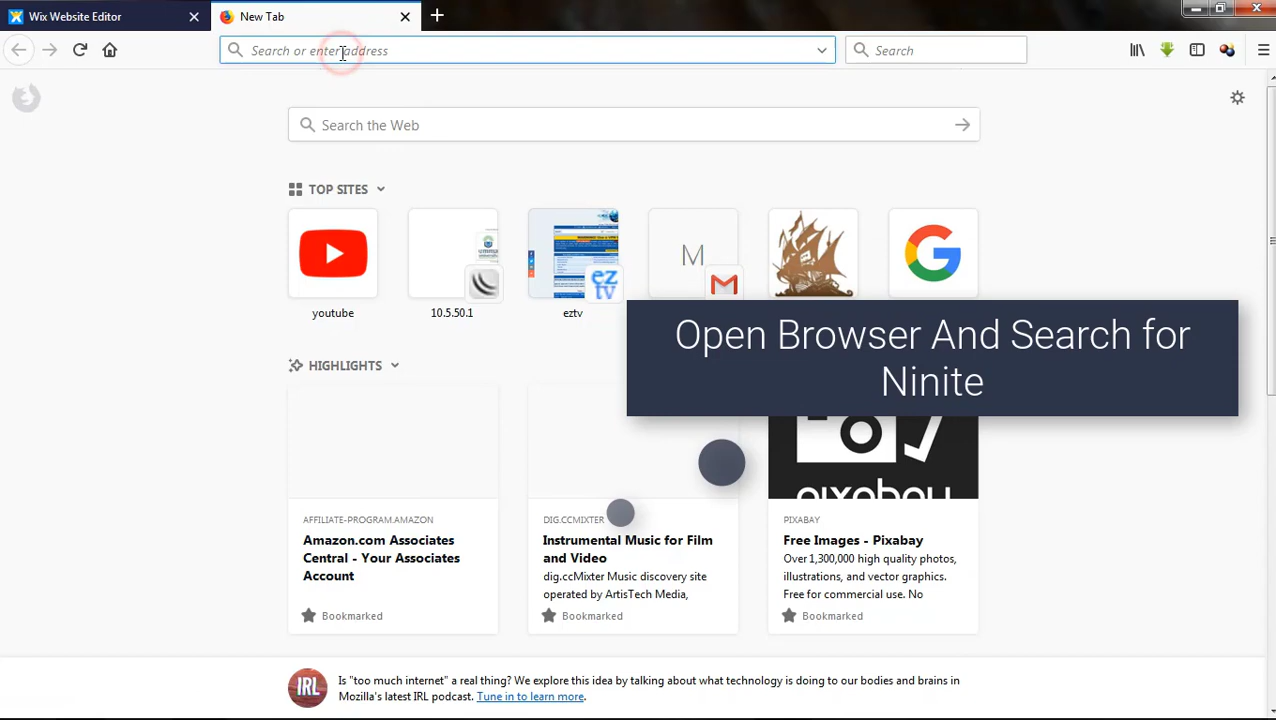 Wix Website Editor
New Tab
Search or enter address
Search
Search the Web
TOP SITES
M
ez
tv
youtube
10.5.50.1
eztv
Open Browser And Search for
Ninite
HIGHLIGHTS
pixabay
AFFILIATE-PROGRAM.AMAZON
Amazon.com Associates
Central - Your Associates
Account
Bookmarked
DIG.CCMIXTER
Instrumental Music for Film
and Video
dig.ccMixter Music discovery site
operated by ArtisTech Media,
Bookmarked
PIXABAY
Free Images - Pixabay
Over 1,300,000 high quality photos,
illustrations, and vector graphics.
Free for commercial use. No
Bookmarked
IRL
Is "too much internet" a real thing? We explore this idea by talking about what technology is doing to our bodies and brains in
Mozilla's latest IRL podcast. Tune in to learn more.